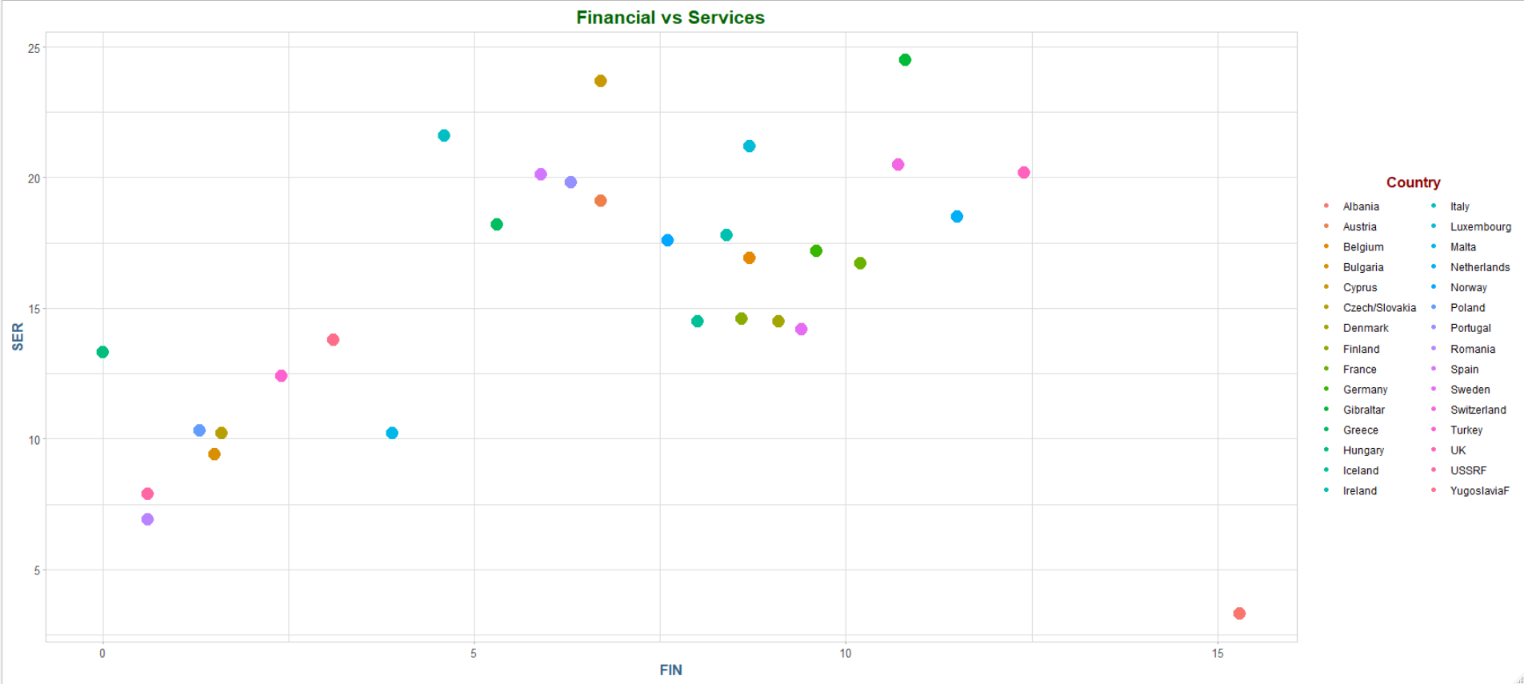 Financial vs Services
25
20
15
10
5
SER
0
5
10
15
FIN
Country
Albania
Austria
Belgium
Bulgaria
Cyprus
Czech/Slovakia
Denmark
Finland
France
Germany
Gibraltar
Greece
Hungary
Iceland
Ireland
Italy
Luxembourg
Malta
Netherlands
Norway
Poland
Portugal
Romania
Spain
Sweden
Switzerland
Turkey
UK
USSRF
YugoslaviaF